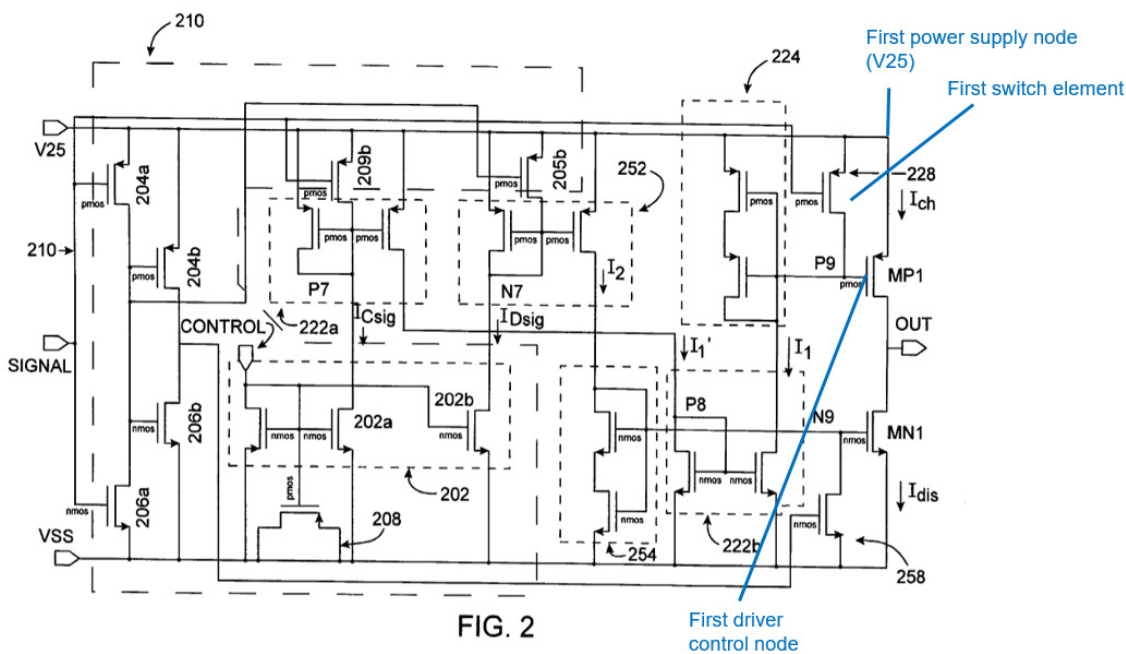 210
First power supply node
(V25)
224
First switch element
V25
204a
pmos
209b
pmos
205b
pmos
252
pmos
228
Ich
210
204b
pmos
pmos
pmos
pmos
pmos
I2
P9
pmos
MP1
P7
N7
CONTROL
222a
ICsig
IDsig
OUT
SIGNAL
I1'
I1
206b
nmos
202a
nmos
nmos
202b
nmos
P8
N9
nmos
nmos
MN1
206a
nmos
pmos
202
nmos
nmos
nmos
nmos
Idis
208
VSS
254
222b
258
FIG. 2
First driver
control node